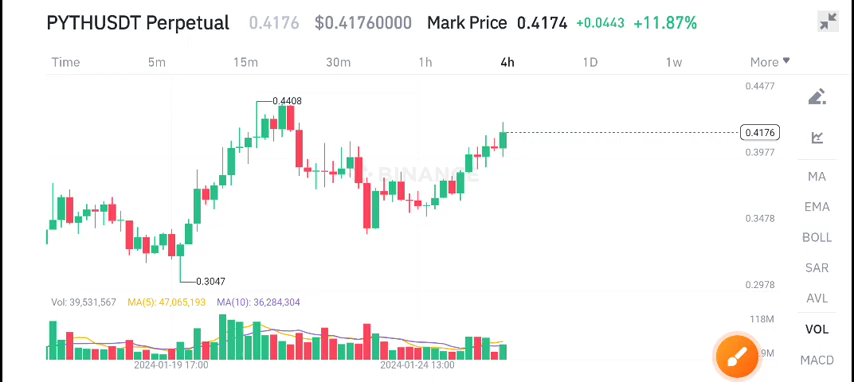 PYTHUSDT Perpetual 0.4176 $0.41760000 Mark Price 0.4174 +0.0443 +11.87%
Time 5m 15m 30m 1h 4h 1D 1w More
0.4477
0.4408
0.4176
0.3977
BINANCE
MA
EMA
0.3478
BOLL
SAR
0.3047
0.2978
AVL
Vol: 39,531,567 MA(5): 47,065,193 MA(10): 36,284,304
118M
VOL
9M
MACD
2024-01-19 17:00 2024-01-24 13:00